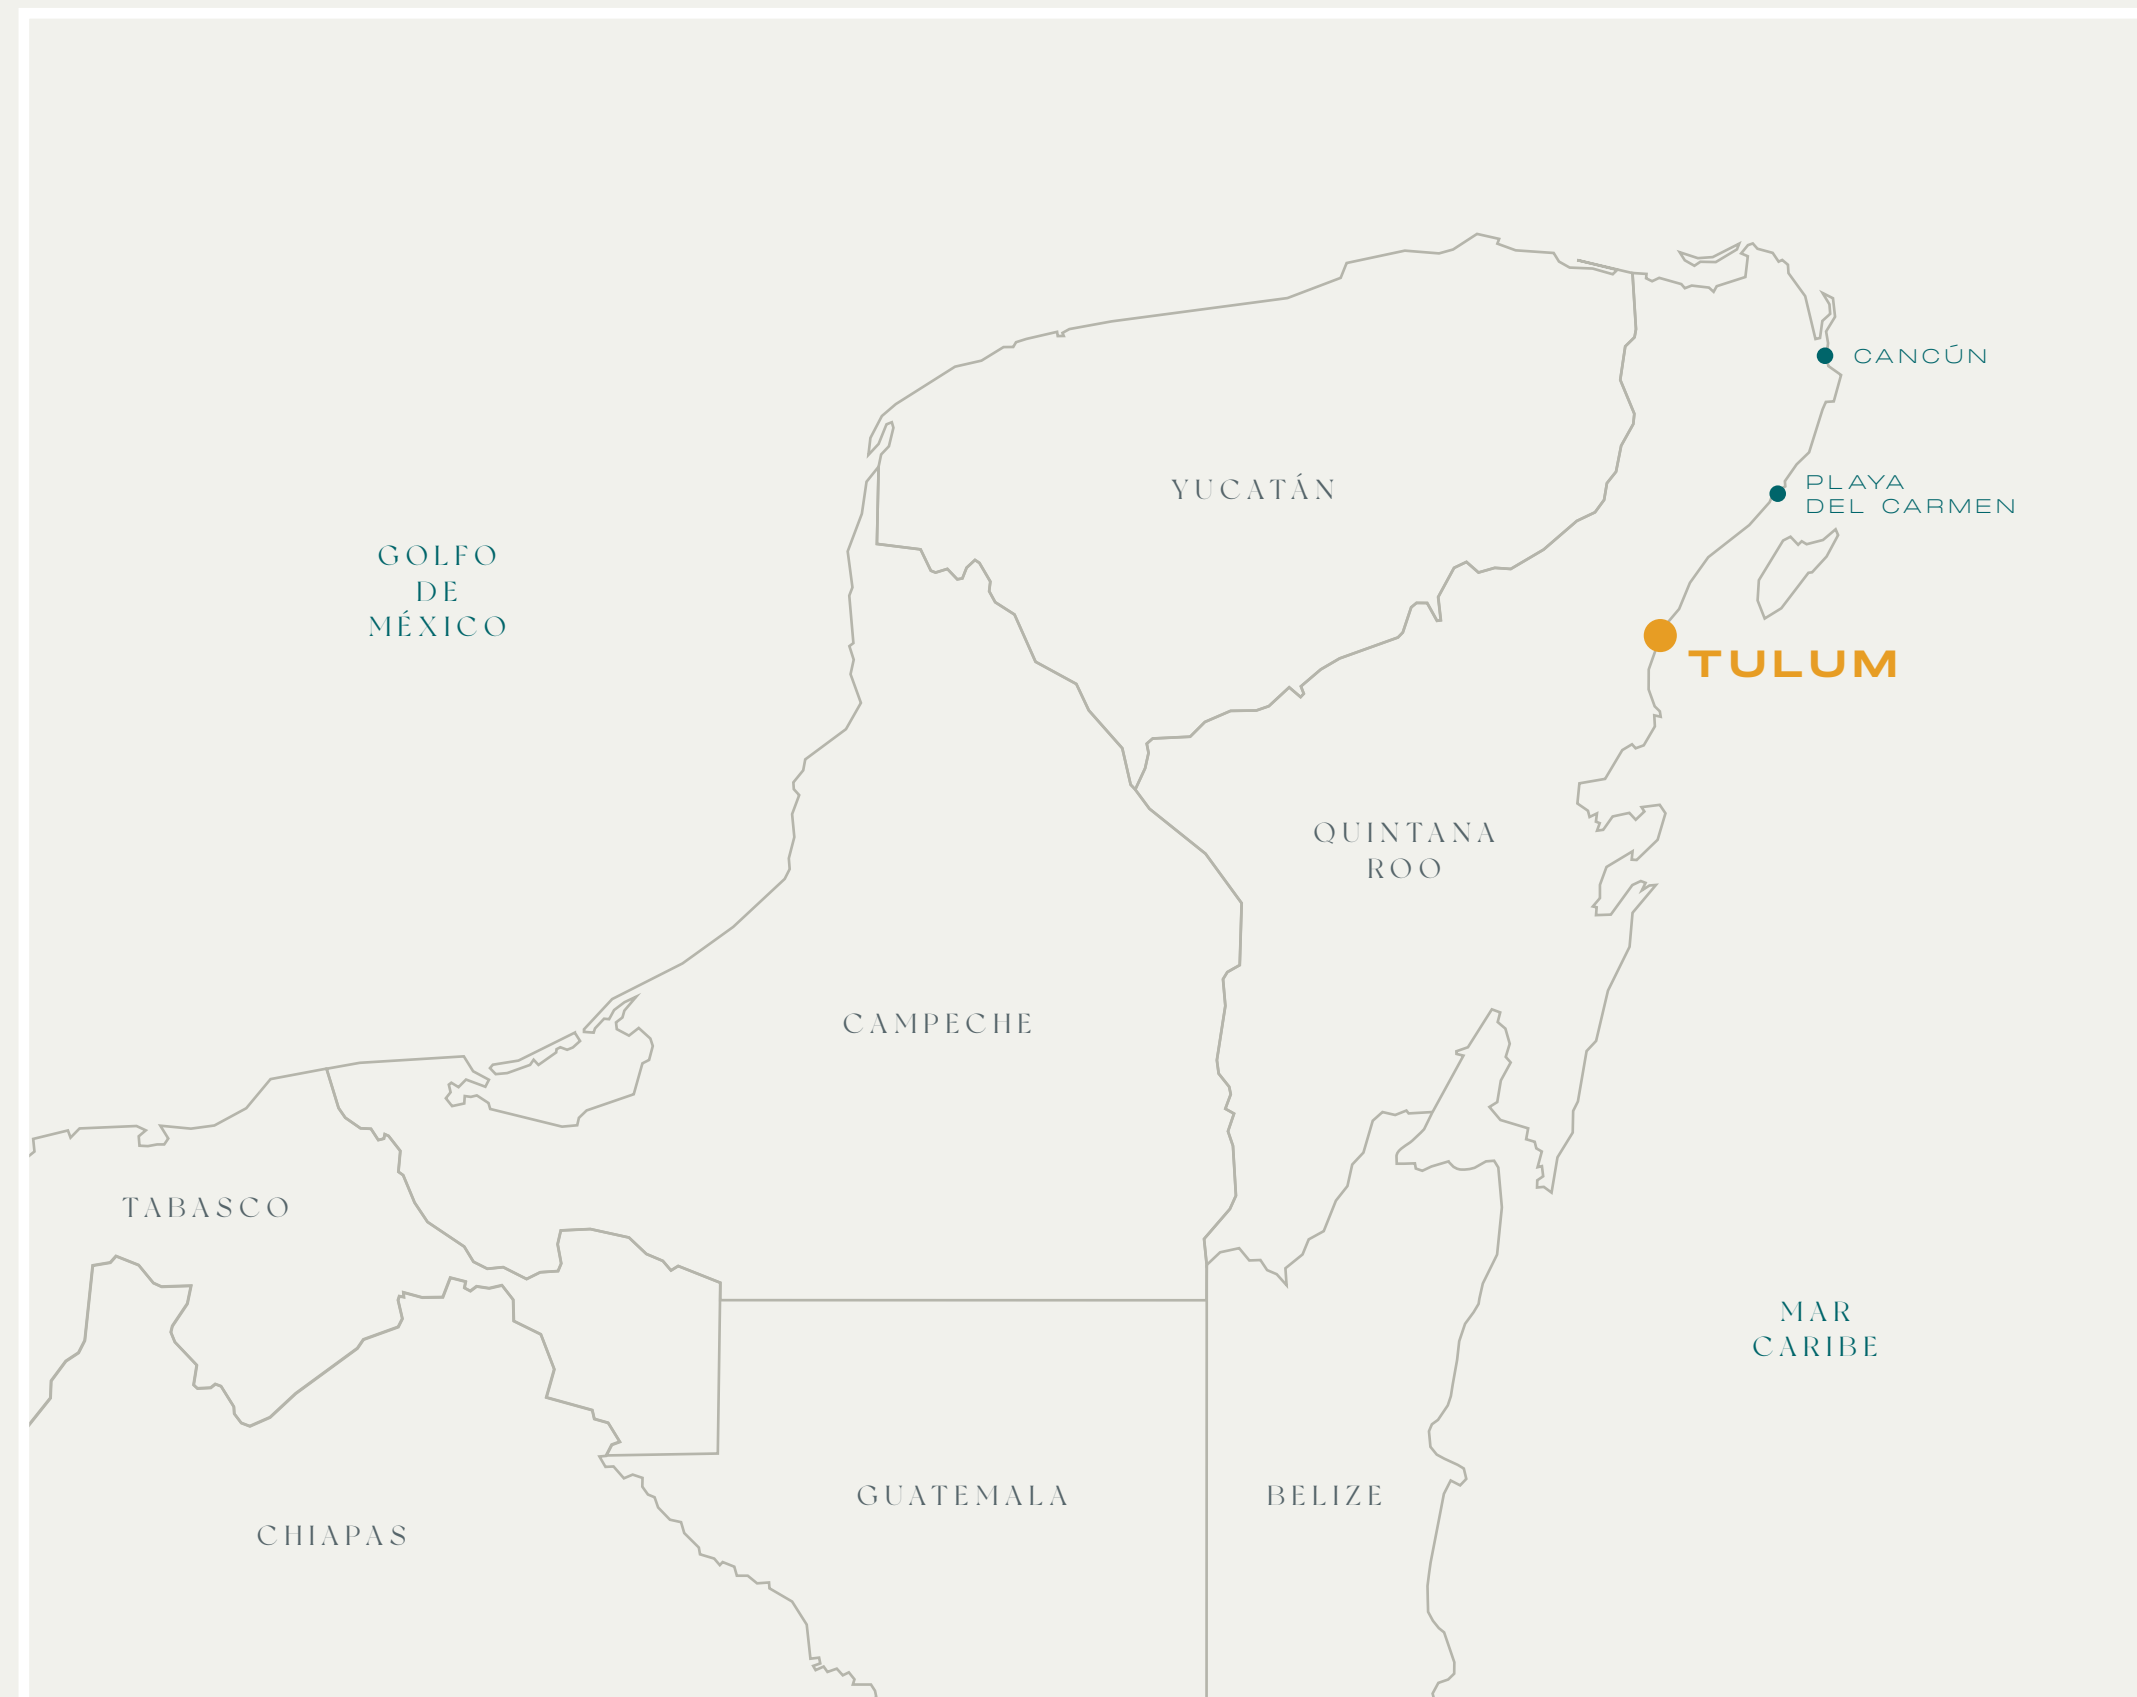 CANCÚN
YUCATÁN
PLAYA
DEL CARMEN
GOLFO
DE
MÉXICO
TULUM
QUINTANA
ROO
CAMPECHE
TABASCO
MAR
CARIBE
GUATEMALA
BELIZE
CHIAPAS